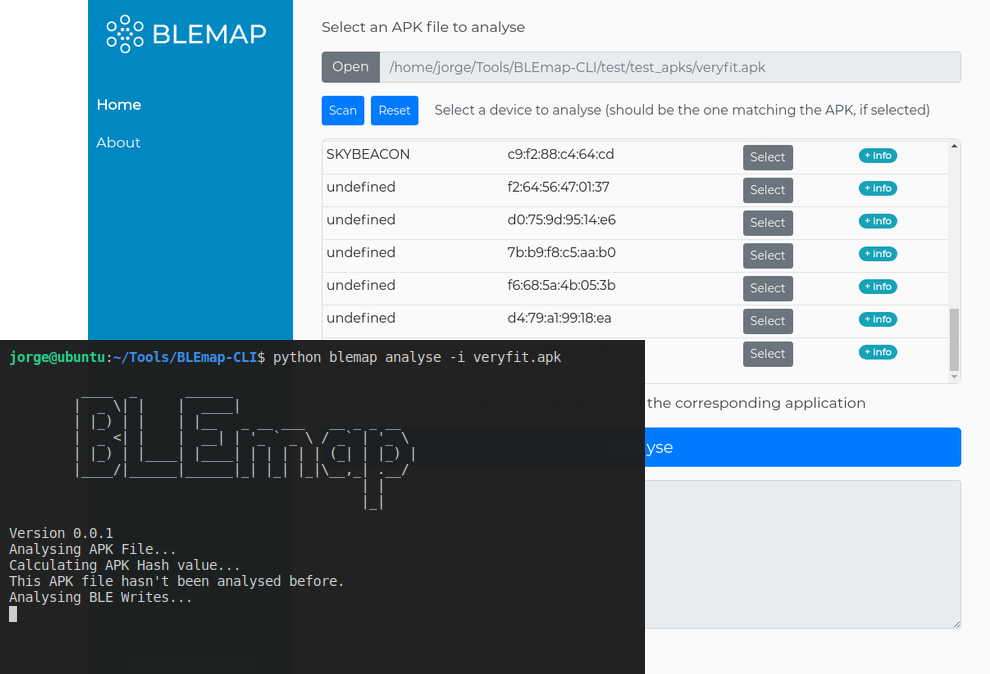 BLEMAP
Home
About
Select an APK file to analyse
Open /home/jorge/Tools/BLEmap-CLI/test/test_apks/veryfit.apk
Scan Reset Select a device to analyse (should be the one matching the APK, if selected)
SKYBEACON c9:f2:88:c4:64:cd Select + info
undefined f2:64:56:47:01:37 Select + info
undefined d0:75:9d:95:14:e6 Select + info
undefined 7b:b9:f8:c5:aa:b0 Select + info
undefined f6:68:5a:4b:05:3b Select + info
undefined d4:79:a1:99:18:ea Select + info
Select + info
the corresponding application
Analyse
jorge@ubuntu:~/Tools/BLEmap-CLI$ python blemap analyse -i veryfit.apk
BLEmap
Version 0.0.1
Analysing APK File...
Calculating APK Hash value...
This APK file hasn't been analysed before.
Analysing BLE Writes...